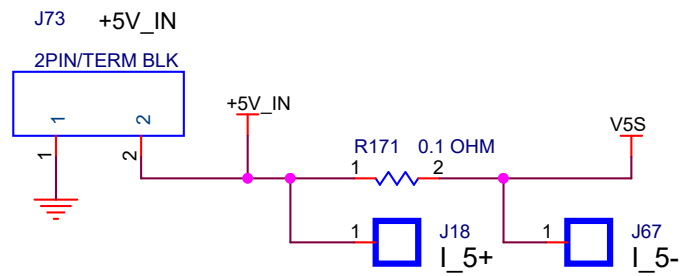 J73 +5V_IN
2PIN/TERM BLK
1 2
1 2
+5V_IN
R171 0.1 OHM
1 2
V5S
1 J18
I_5+
1 J67
I_5-